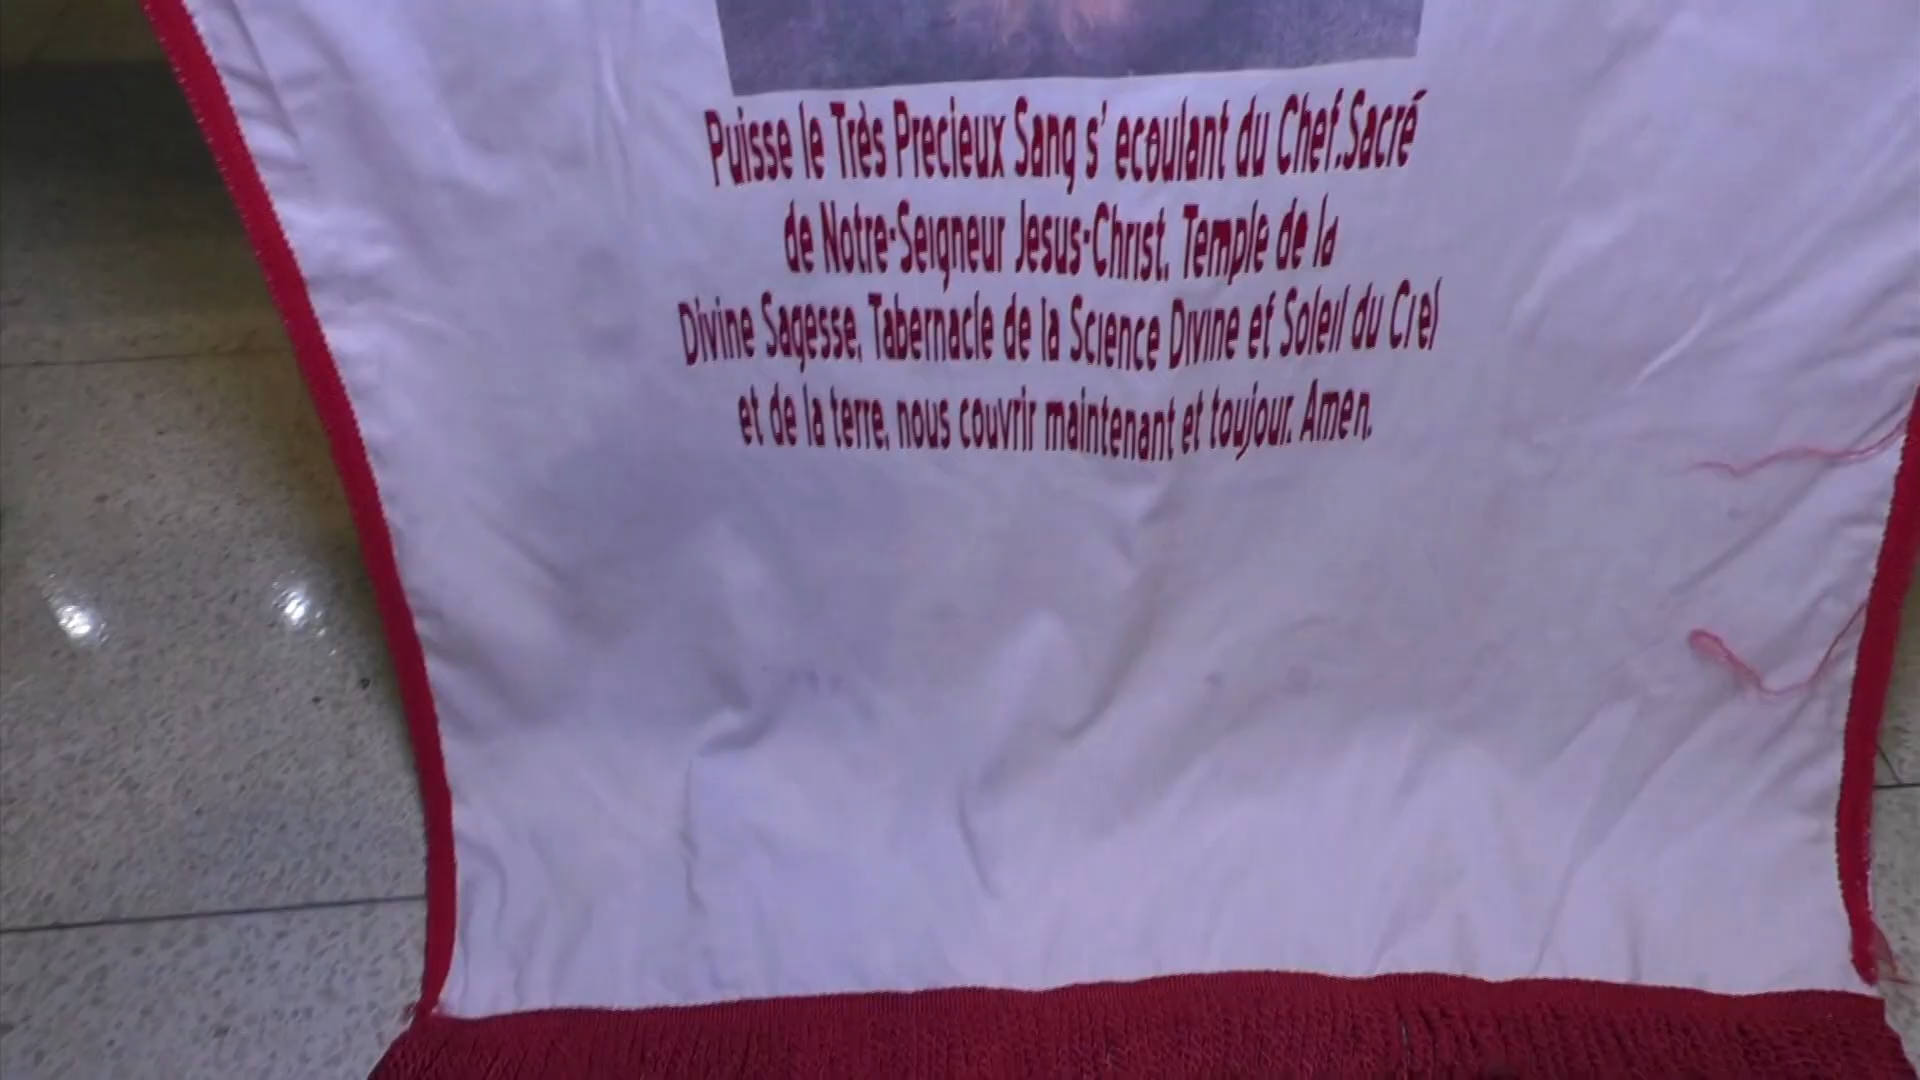 Puisse le Très Precieux Sang s' ecoulant du Chef.Sacré
de Notre-Seigneur Jesus-Christ. Temple de la
Divine Sagesse, Tabernacle de la Science Divine et Soleil du Ciel
et de la terre, nous couvrir maintenant et toujour. Amen.